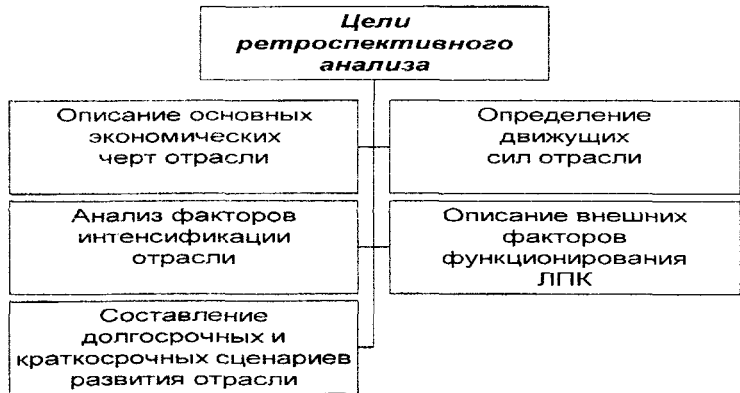 Цели
ретроспективного
анализа
Описание основных
экономических
черт отрасли
Определение
движущих
сил отрасли
Анализ факторов
интенсификации
отрасли
Описание внешних
факторов
функционирования
ЛПК
Составление
долгосрочных и
краткосрочных сценариев
развития отрасли